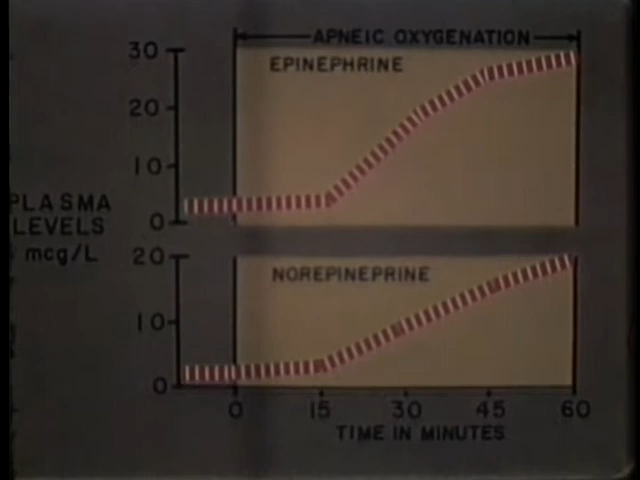 APNEIC OXYGENATION
EPINEPHRINE
30
20
10
0
PLASMA
LEVELS
mcg/L
NOREPINEPRINE
20
10
0
0 15 30 45 60
TIME IN MINUTES